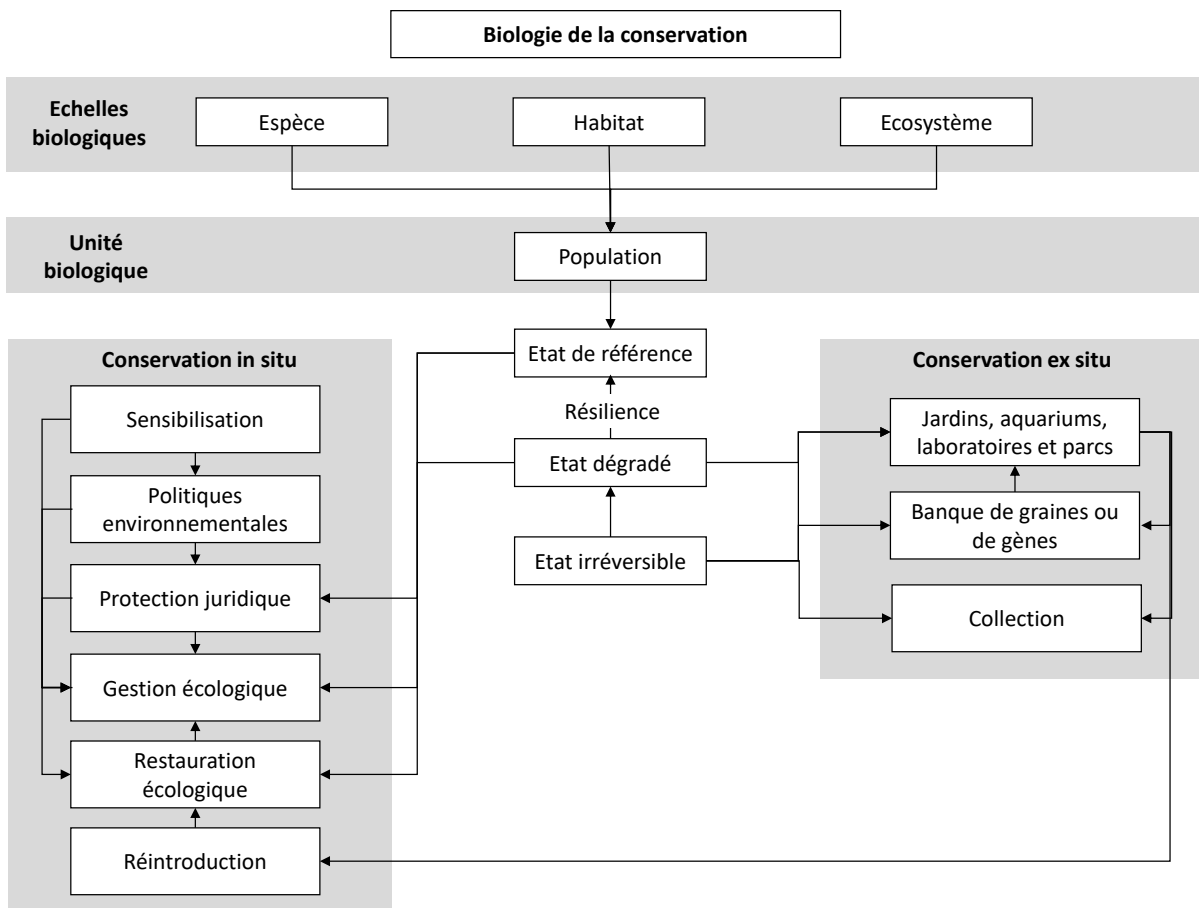 Biologie de la conservation
Echelles
biologiques
Espèce
Habitat
Ecosystème
Unité
biologique
Population
Conservation in situ
Sensibilisation
Politiques
environnementales
Protection juridique
Gestion écologique
Restauration
écologique
Réintroduction
Etat de référence
Résilience
Etat dégradé
Etat irréversible
Conservation ex situ
Jardins, aquariums,
laboratoires et parcs
Banque de graines ou
de gènes
Collection